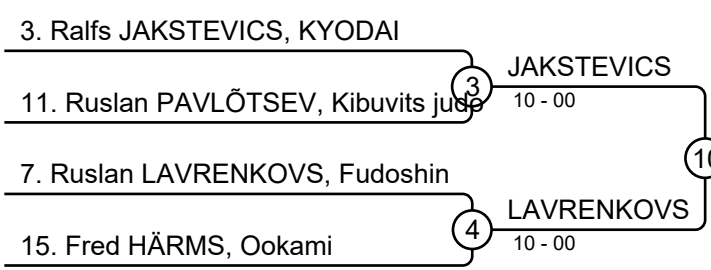 3. Ralfs JAKSTEVICS, KYODAI
3
JAKSTEVICS
10 - 00
11. Ruslan PAVLÕTSEV, Kibuvits judo
10
7. Ruslan LAVRENKOVS, Fudoshin
4
LAVRENKOVS
10 - 00
15. Fred HÄRMS, Ookami